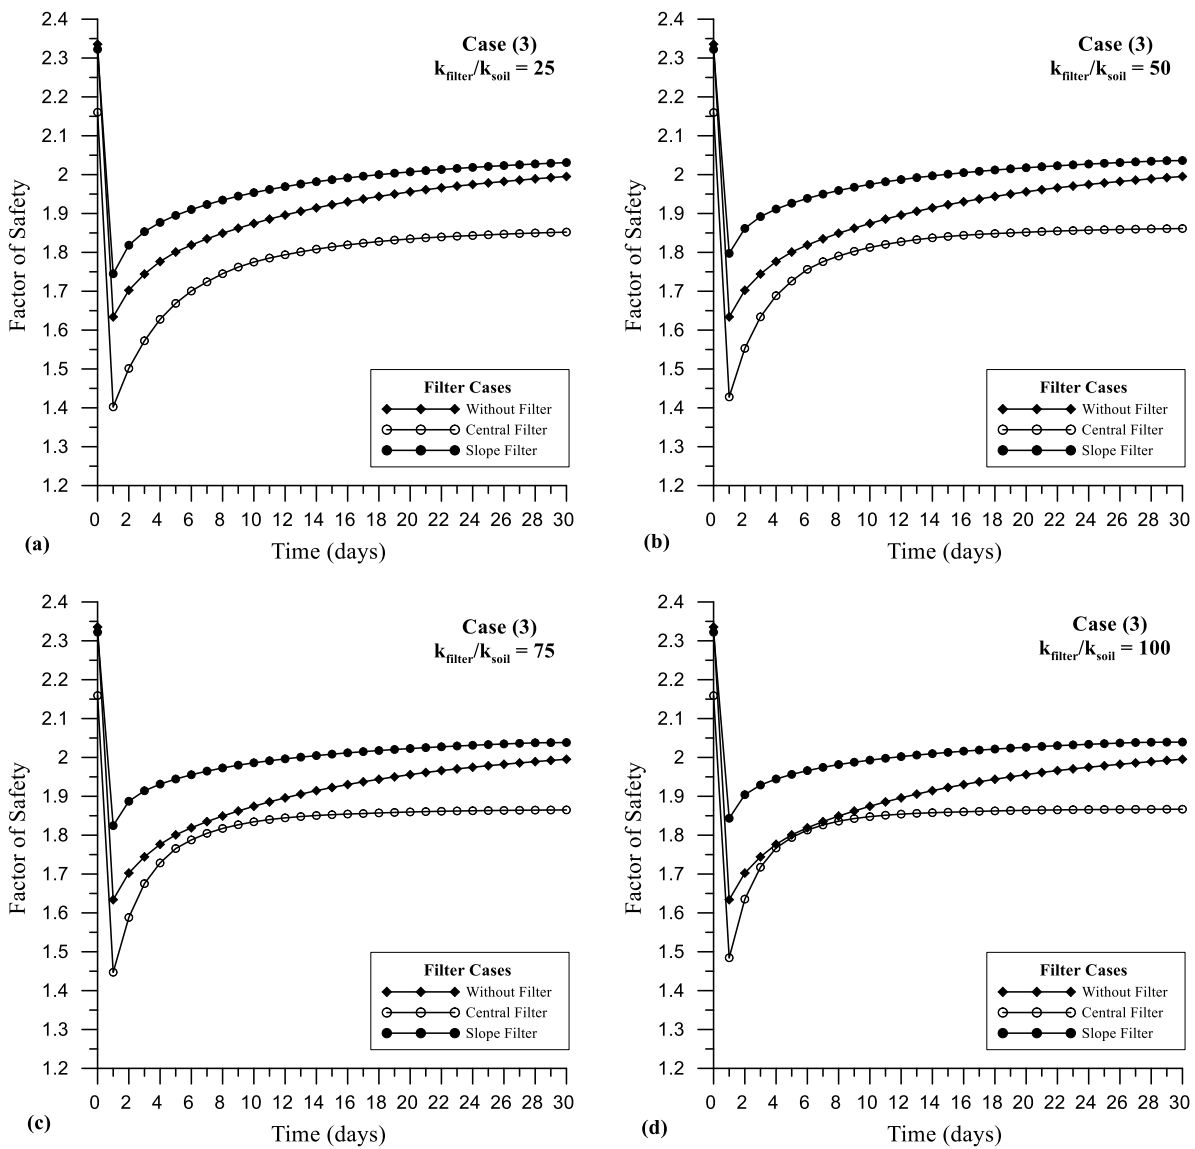 2.4
2.3
2.2
2.1
2
1.9
1.8
1.7
1.6
1.5
1.4
1.3
1.2
Factor of Safety
Case (3)
kfilter/ksoil = 25
Filter Cases
Without Filter
Central Filter
Slope Filter
0 2 4 6 8 10 12 14 16 18 20 22 24 26 28 30
(a)
Time (days)
2.4
2.3
2.2
2.1
2
1.9
1.8
1.7
1.6
1.5
1.4
1.3
1.2
Factor of Safety
Case (3)
kfilter/ksoil = 50
Filter Cases
Without Filter
Central Filter
Slope Filter
0 2 4 6 8 10 12 14 16 18 20 22 24 26 28 30
(b)
Time (days)
2.4
2.3
2.2
2.1
2
1.9
1.8
1.7
1.6
1.5
1.4
1.3
1.2
Factor of Safety
Case (3)
kfilter/ksoil = 75
Filter Cases
Without Filter
Central Filter
Slope Filter
0 2 4 6 8 10 12 14 16 18 20 22 24 26 28 30
(c)
Time (days)
2.4
2.3
2.2
2.1
2
1.9
1.8
1.7
1.6
1.5
1.4
1.3
1.2
Factor of Safety
Case (3)
kfilter/ksoil = 100
Filter Cases
Without Filter
Central Filter
Slope Filter
0 2 4 6 8 10 12 14 16 18 20 22 24 26 28 30
(d)
Time (days)